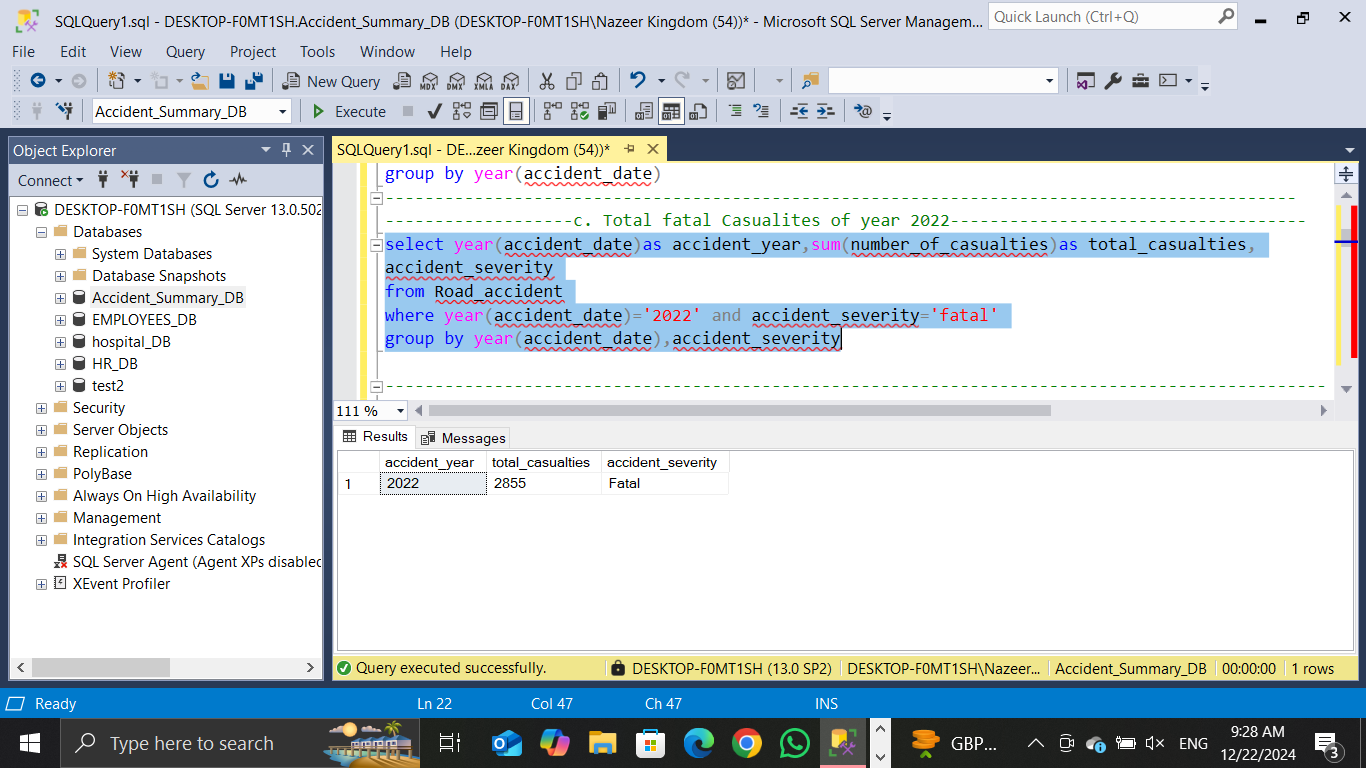 SQLQuery1.sql - DESKTOP-F0MT1SH.Accident_Summary_DB (DESKTOP-F0MT1SH\Nazeer Kingdom (54))* - Microsoft SQL Server Managem...
Quick Launch (Ctrl+Q)
File Edit View Query Project Tools Window Help
New Query
MDX DMX XMLA DAX
Accident_Summary_DB
Execute
Object Explorer
Connect
DESKTOP-F0MT1SH (SQL Server 13.0.502
Databases
System Databases
Database Snapshots
Accident_Summary_DB
EMPLOYEES_DB
hospital_DB
HR_DB
test2
Security
Server Objects
Replication
PolyBase
Always On High Availability
Management
Integration Services Catalogs
SQL Server Agent (Agent XPs disabled
XEvent Profiler
SQLQuery1.sql - DE...zeer Kingdom (54))*
group by year(accident_date)
--------------------------------------------------------------------------------------------
-------------------c. Total fatal Casualites of year 2022------------------------------------
select year(accident_date)as accident_year,sum(number_of_casualties)as total_casualties,
accident_severity
from Road_accident
where year(accident_date)='2022' and accident_severity='fatal'
group by year(accident_date),accident_severity
-----------------------------------------------------------------------------------------------
111 %
Results Messages
accident_year total_casualties accident_severity
1 2022 2855 Fatal
Query executed successfully.
DESKTOP-F0MT1SH (13.0 SP2)
DESKTOP-F0MT1SH\Nazeer...
Accident_Summary_DB
00:00:00
1 rows
Ready
Ln 22
Col 47
Ch 47
INS
Type here to search
GBP...
ENG
9:28 AM
12/22/2024
3